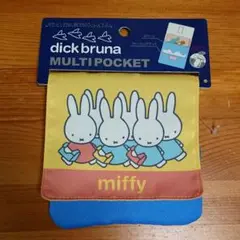 dick bruna
MULTI POCKET
miffy